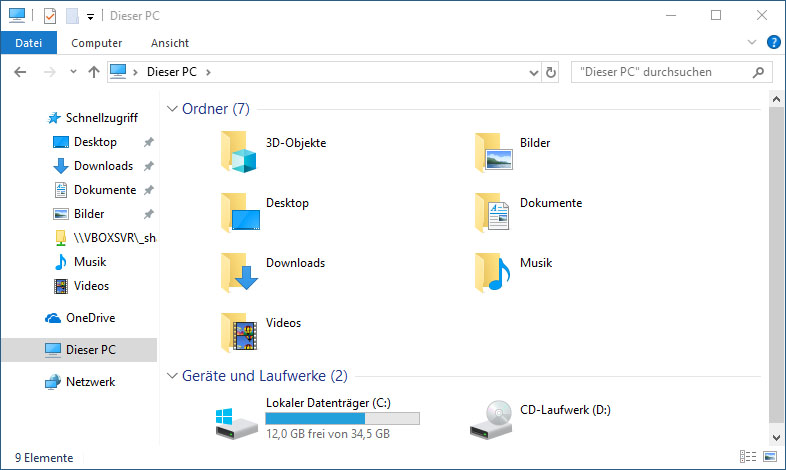 Dieser PC
Datei Computer Ansicht
Dieser PC "Dieser PC" durchsuchen
Schnellzugriff
Desktop
Downloads
Dokumente
Bilder
\\VBOXSVR\_sha
Musik
Videos
OneDrive
Dieser PC
Netzwerk
Ordner (7)
3D-Objekte
Bilder
Desktop
Dokumente
Downloads
Musik
Videos
Geräte und Laufwerke (2)
Lokaler Datenträger (C:)
12,0 GB frei von 34,5 GB
CD-Laufwerk (D:)
9 Elemente